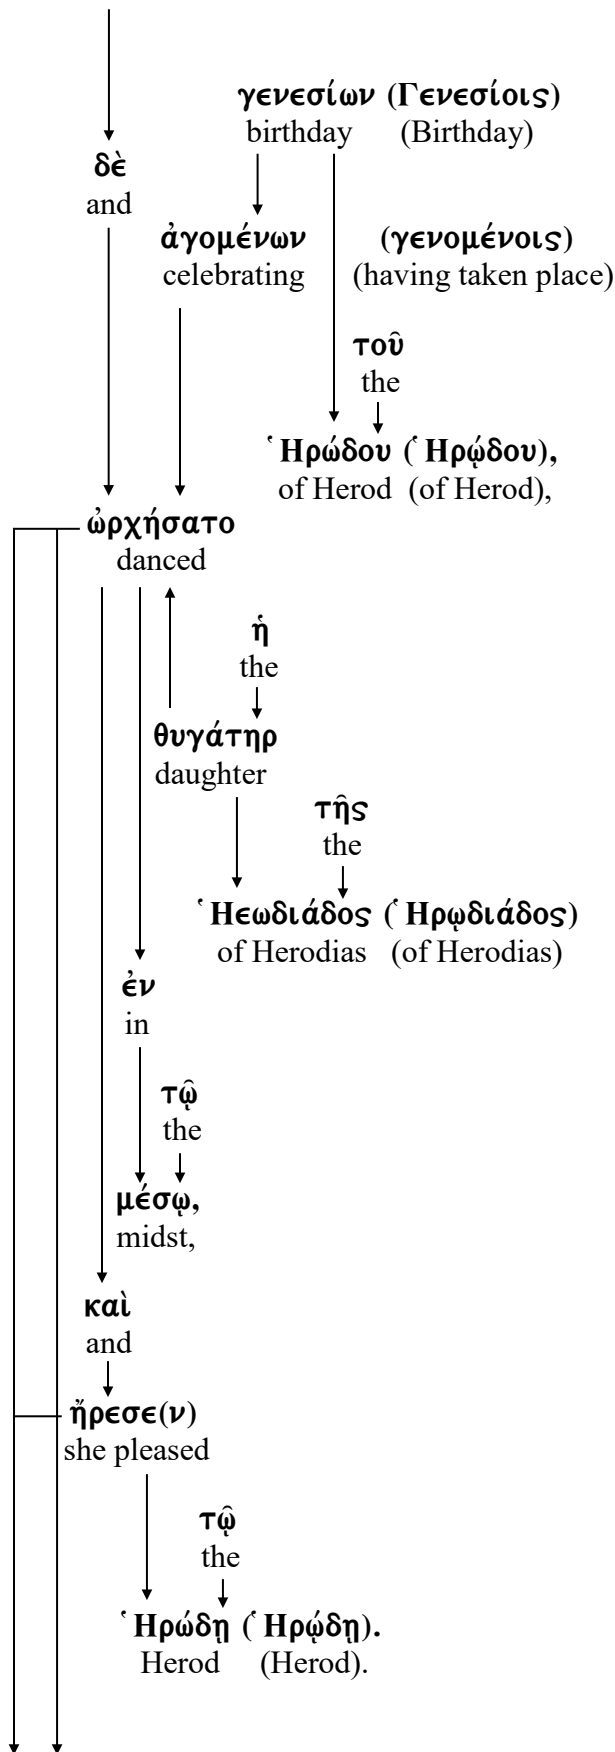 γενεσίων (Γενεσίοις)
birthday (Birthday)
δὲ
and
ἀγομένων (γενομένοις)
celebrating (having taken place)
τοῦ
the
Ἡρώδου (Ἡρῴδου),
of Herod (of Herod),
ὠρχήσατο
danced
ἡ
the
θυγάτηρ
daughter
τῆς
the
Ἡεωδιάδος (Ἡρῳδιάδος)
of Herodias (of Herodias)
ἐν
in
τῷ
the
μέσῳ,
midst,
καὶ
and
ἤρεσε(ν)
she pleased
τῷ
the
Ἡρώδῃ (Ἡρῴδῃ).
Herod (Herod).